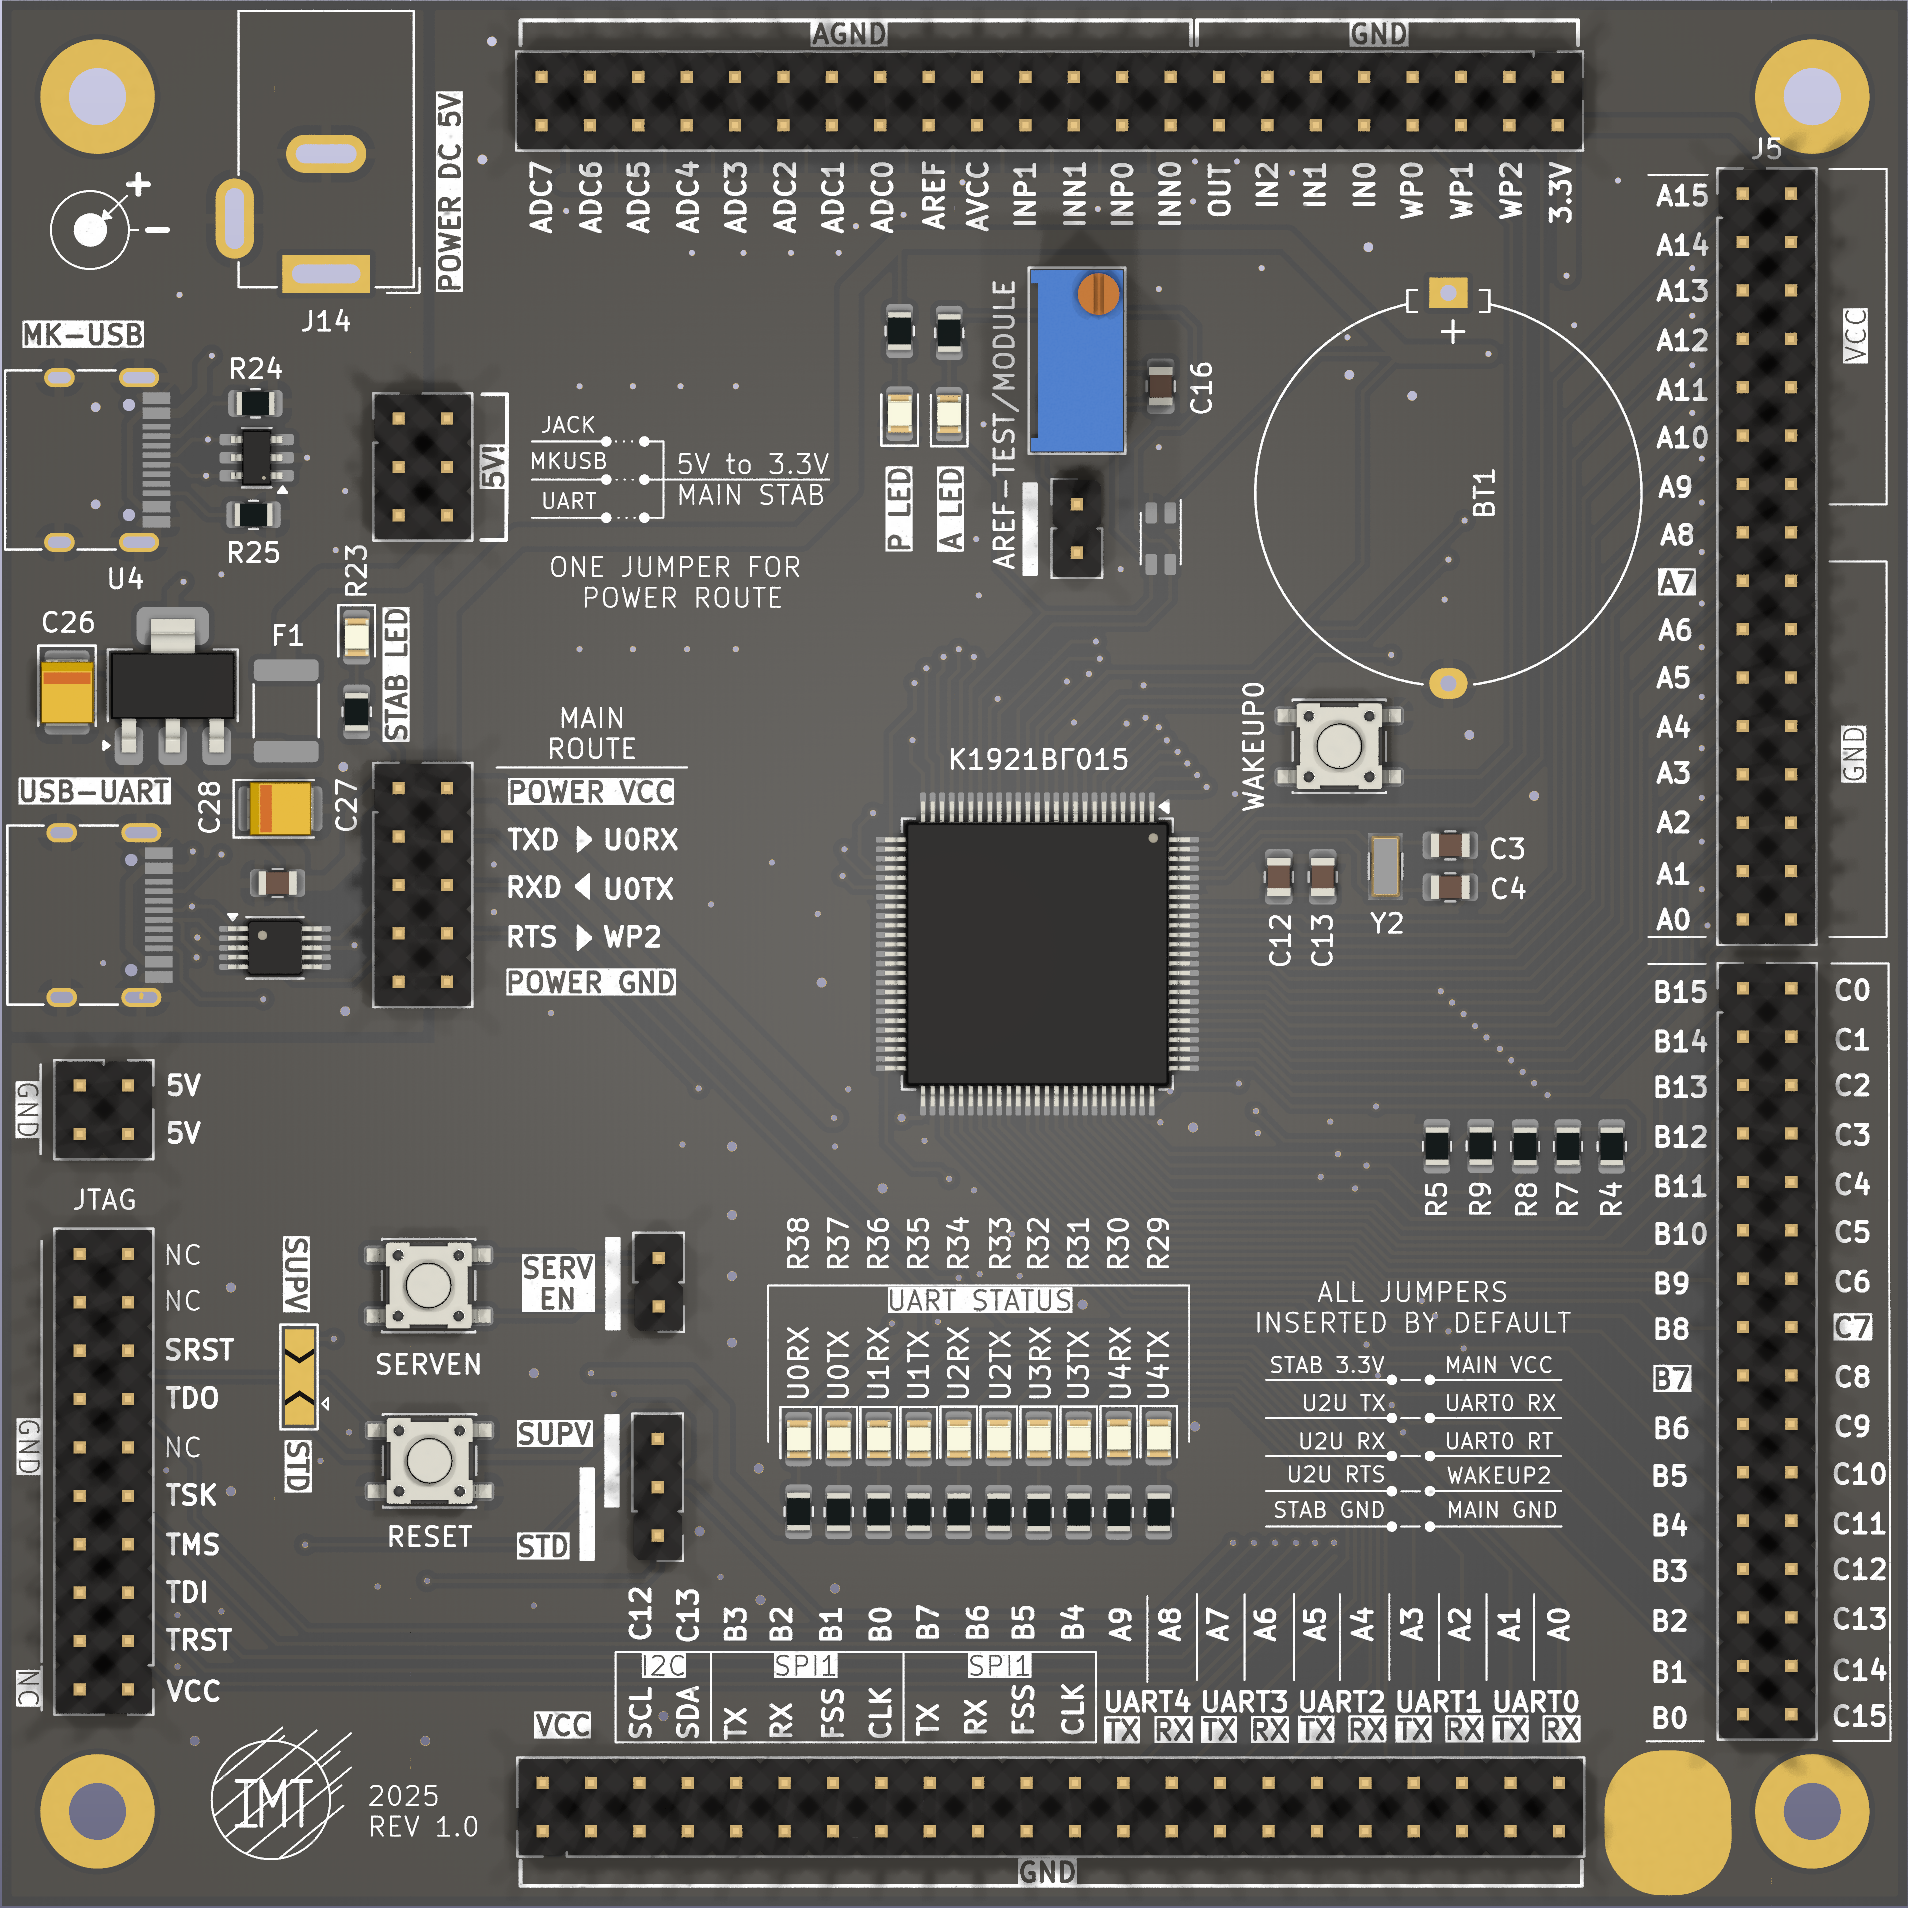 AGND
GND
ADC7
ADC6
ADC5
ADC4
ADC3
ADC2
ADC1
ADC0
AREF
AVCC
INP1
INN1
INP0
INN0
OUT
IN2
IN1
IN0
WP0
WP1
WP2
3.3V
POWER DC 5V
+
-
J14
MK-USB
R24
R25
U4
5V!
JACK
MKUSB
UART
5V to 3.3V
MAIN STAB
ONE JUMPER FOR
POWER ROUTE
P LED
A LED
AREF-TEST/MODULE
C16
+
BT1
J5
A15
A14
A13
A12
A11
A10
A9
A8
A7
A6
A5
A4
A3
A2
A1
A0
VCC
GND
C26
F1
R23
STAB LED
USB-UART
C28
C27
MAIN
ROUTE
POWER VCC
TXD U0RX
RXD U0TX
RTS WP2
POWER GND
K1921ВГ015
WAKEUP0
C12
C13
Y2
C3
C4
B15
B14
B13
B12
B11
B10
B9
B8
B7
B6
B5
B4
B3
B2
B1
B0
C0
C1
C2
C3
C4
C5
C6
C7
C8
C9
C10
C11
C12
C13
C14
C15
R5
R9
R8
R7
R4
GND
5V
5V
JTAG
NC
NC
SRST
TDO
NC
TSK
TMS
TDI
TRST
VCC
GND
NC
SUPV
STD
SERVEN
RESET
SERV
EN
SUPV
STD
R38
R37
R36
R35
R34
R33
R32
R31
R30
R29
UART STATUS
U0RX
U0TX
U1RX
U1TX
U2RX
U2TX
U3RX
U3TX
U4RX
U4TX
ALL JUMPERS
INSERTED BY DEFAULT
STAB 3.3V MAIN VCC
U2U TX UART0 RX
U2U RX UART0 RT
U2U RTS WAKEUP2
STAB GND MAIN GND
C12
C13
B3
B2
B1
B0
B7
B6
B5
B4
A9
A8
A7
A6
A5
A4
A3
A2
A1
A0
I2C
SPI1
SPI1
SCL
SDA
TX
RX
FSS
CLK
TX
RX
FSS
CLK
UART4 UART3 UART2 UART1 UART0
TX RX TX RX TX RX TX RX TX RX
VCC
GND
IMT
2025
REV 1.0